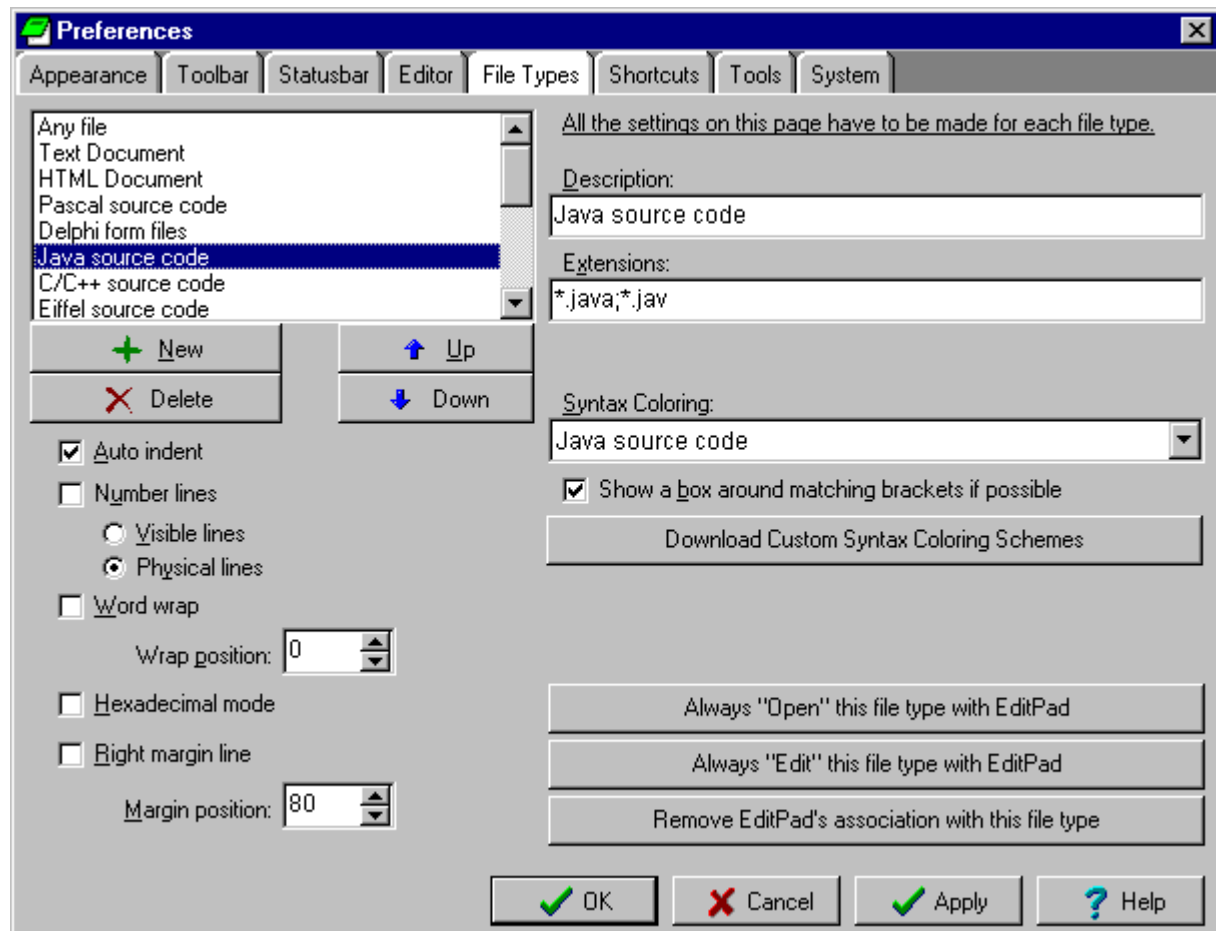 Preferences
Appearance Toolbar Statusbar Editor File Types Shortcuts Tools System
Any file
Text Document
HTML Document
Pascal source code
Delphi form files
Java source code
C/C++ source code
Eiffel source code
New
Up
Delete
Down
Auto indent
Number lines
Visible lines
Physical lines
Word wrap
Wrap position: 0
Hexadecimal mode
Right margin line
Margin position: 80
All the settings on this page have to be made for each file type.
Description:
Java source code
Extensions:
*.java;*.jav
Syntax Coloring:
Java source code
Show a box around matching brackets if possible
Download Custom Syntax Coloring Schemes
Always "Open" this file type with EditPad
Always "Edit" this file type with EditPad
Remove EditPad's association with this file type
OK Cancel Apply Help